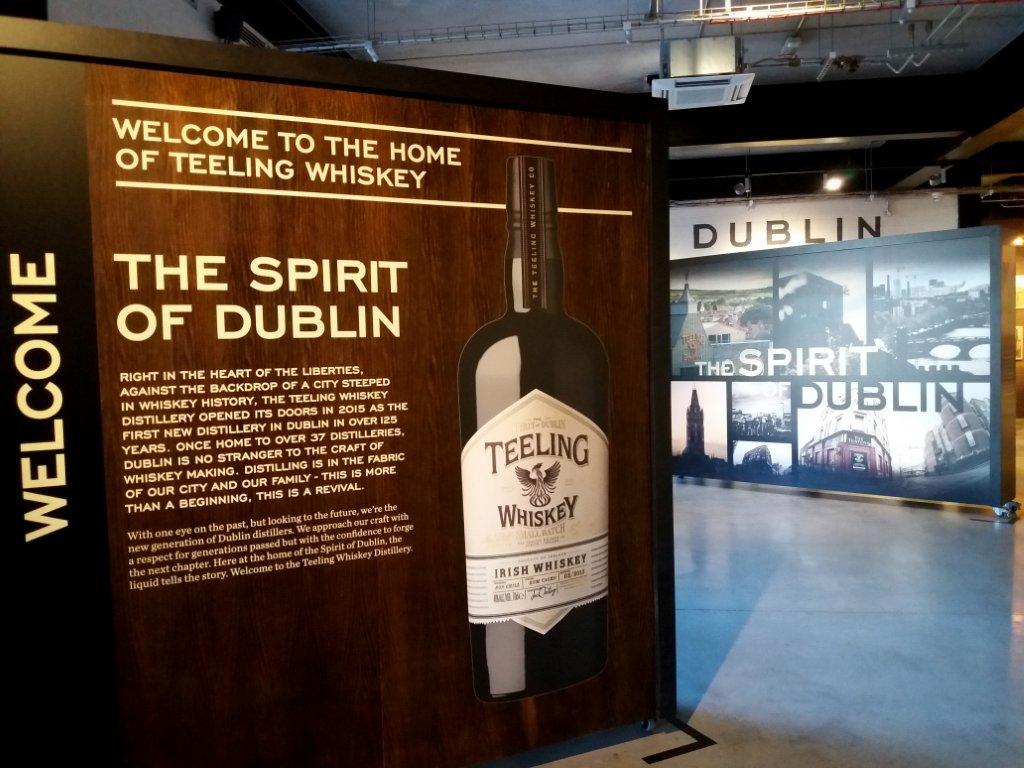 WELCOME
WELCOME TO THE HOME
OF TEELING WHISKEY
THE SPIRIT
OF DUBLIN
RIGHT IN THE HEART OF THE LIBERTIES,
AGAINST THE BACKDROP OF A CITY STEEPED
IN WHISKEY HISTORY, THE TEELING WHISKEY
DISTILLERY OPENED ITS DOORS IN 2015 AS THE
FIRST NEW DISTILLERY IN DUBLIN IN OVER 125
YEARS. ONCE HOME TO OVER 37 DISTILLERIES,
DUBLIN IS NO STRANGER TO THE CRAFT OF
WHISKEY MAKING. DISTILLING IS IN THE FABRIC
OF OUR CITY AND OUR FAMILY - THIS IS MORE
THAN A BEGINNING, THIS IS A REVIVAL.
With one eye on the past, but looking to the future, we're the
new generation of Dublin distillers. We approach our craft with
a respect for generations passed but with the confidence to forge
the next chapter. Here at the home of the Spirit of Dublin, the
liquid tells the story. Welcome to the Teeling Whiskey Distillery.
THE TEELING WHISKEY CO
SPIRIT OF DUBLIN
TEELING
WHISKEY
SMALL BATCH
IRISH WHISKEY
RUM CASKS
DUBLIN
THE SPIRIT
OF DUBLIN